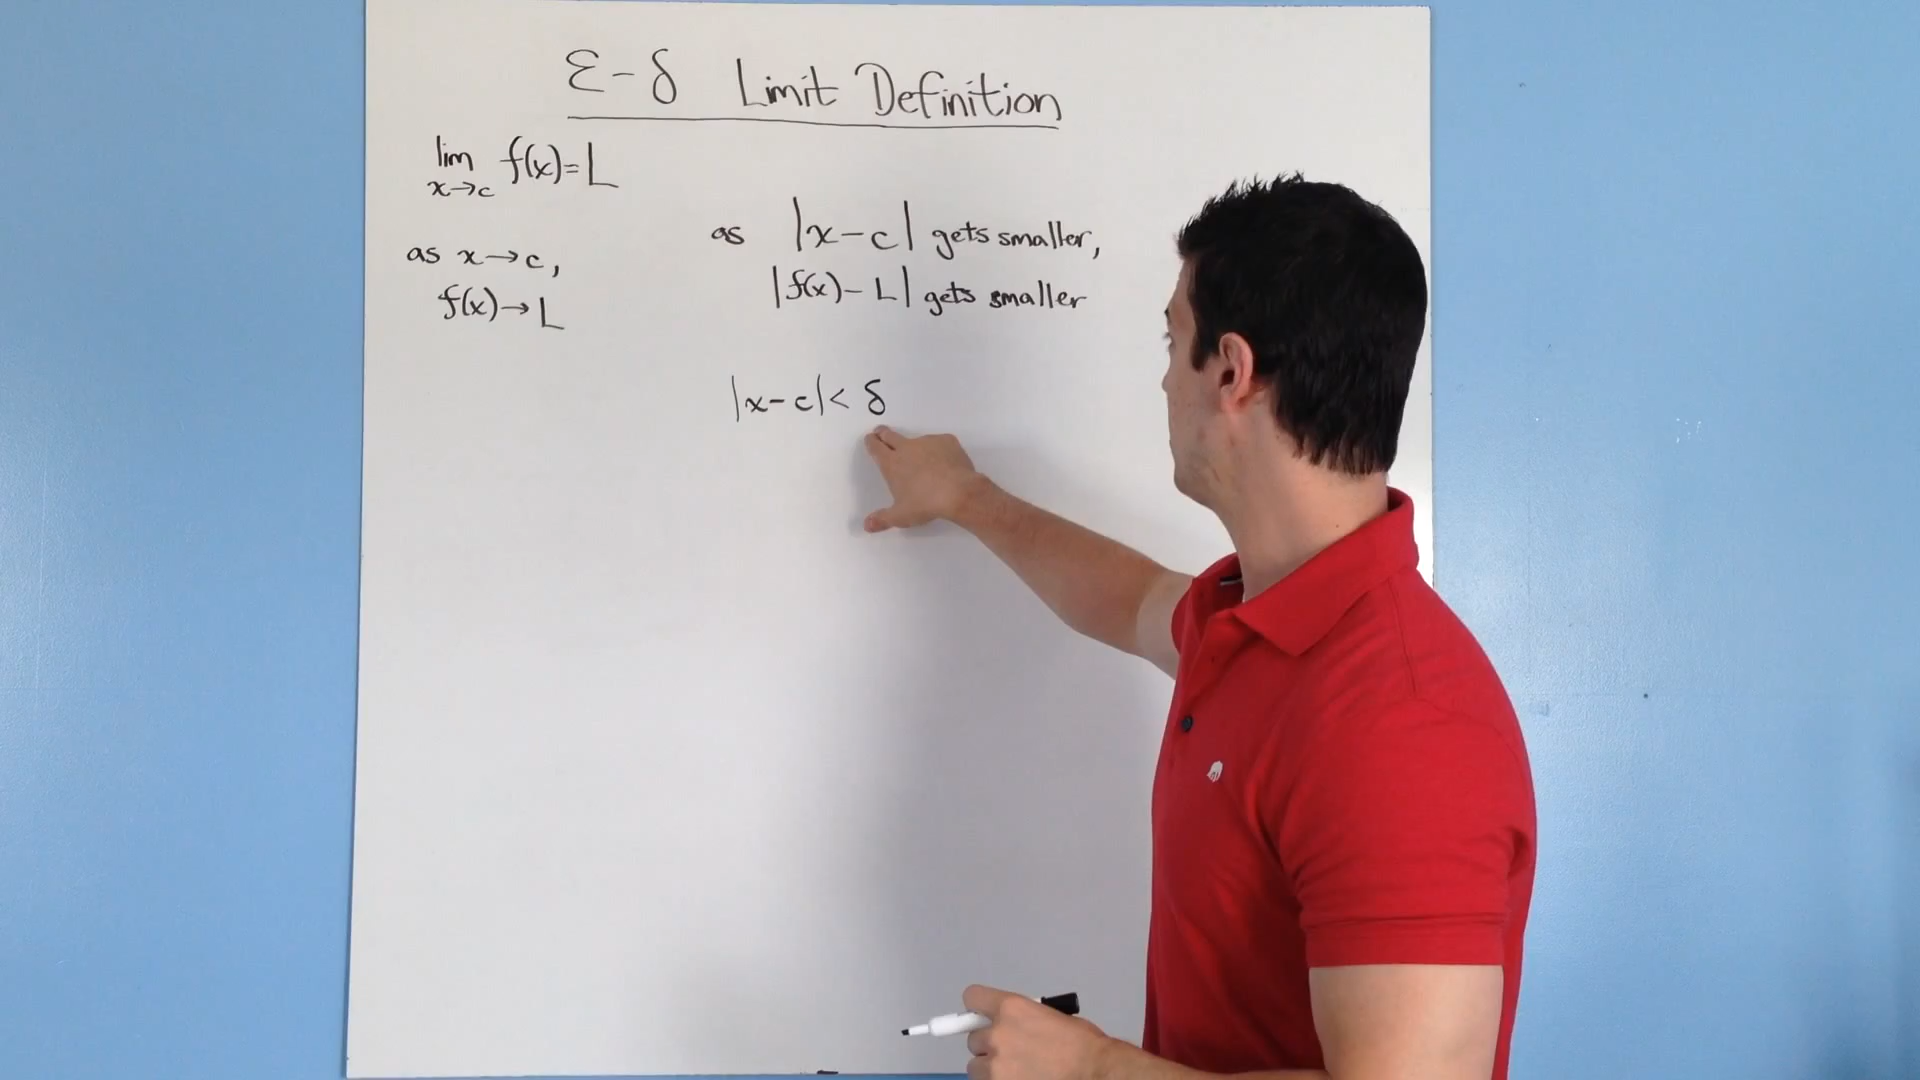 ε-δ Limit Definition
lim f(x)=L
x→c
as x→c,
f(x)→L
as |x-c| gets smaller,
|f(x)-L| gets smaller
|x-c|< δ